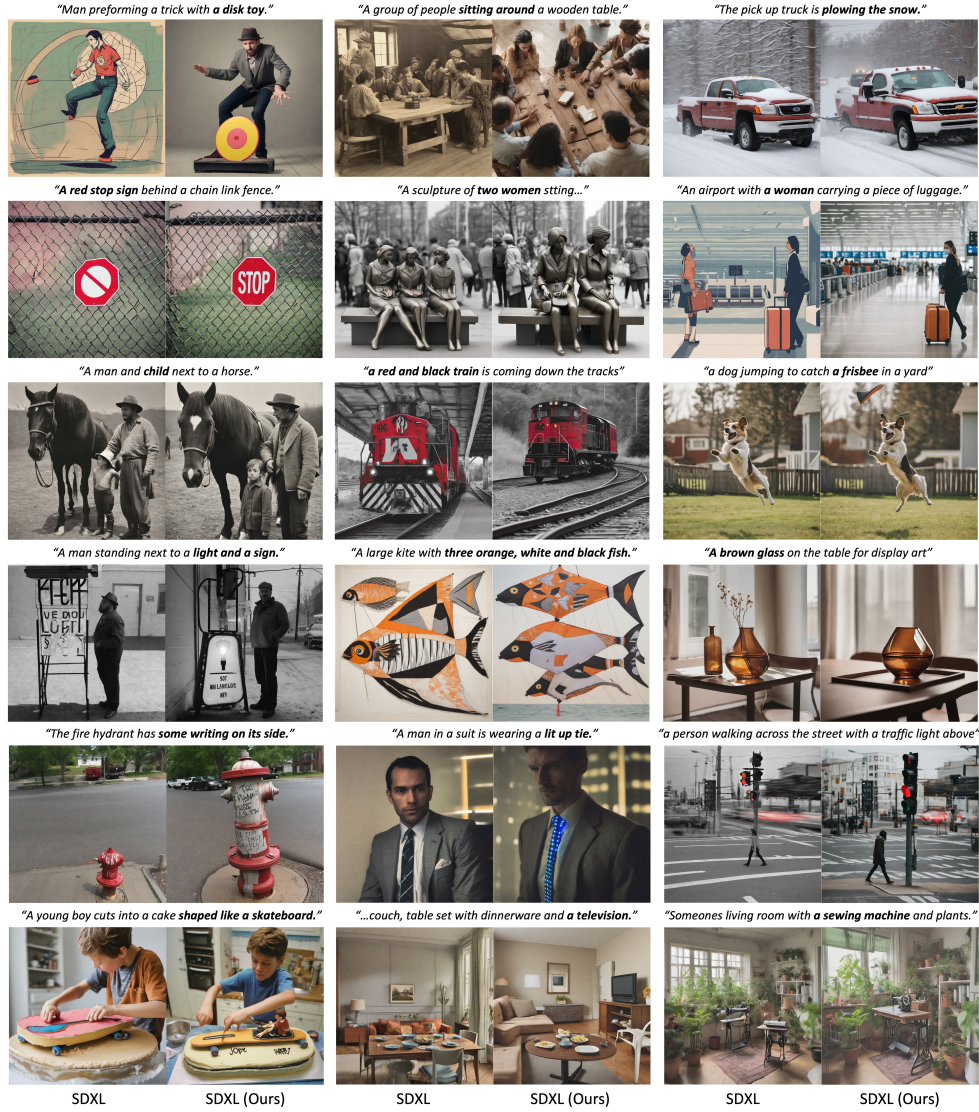 “Man preforming a trick with a disk toy.”
“A group of people sitting around a wooden table.”
“The pick up truck is plowing the snow.”
“A red stop sign behind a chain link fence.”
“A sculpture of two women stting...”
“An airport with a woman carrying a piece of luggage.”
STOP
“A man and child next to a horse.”
“a red and black train is coming down the tracks”
“a dog jumping to catch a frisbee in a yard”
“A man standing next to a light and a sign.”
“A large kite with three orange, white and black fish.”
“A brown glass on the table for display art”
“The fire hydrant has some writing on its side.”
“A man in a suit is wearing a lit up tie.”
“a person walking across the street with a traffic light above”
“A young boy cuts into a cake shaped like a skateboard.”
“...couch, table set with dinnerware and a television.”
“Someones living room with a sewing machine and plants.”
SDXL
SDXL (Ours)
SDXL
SDXL (Ours)
SDXL
SDXL (Ours)